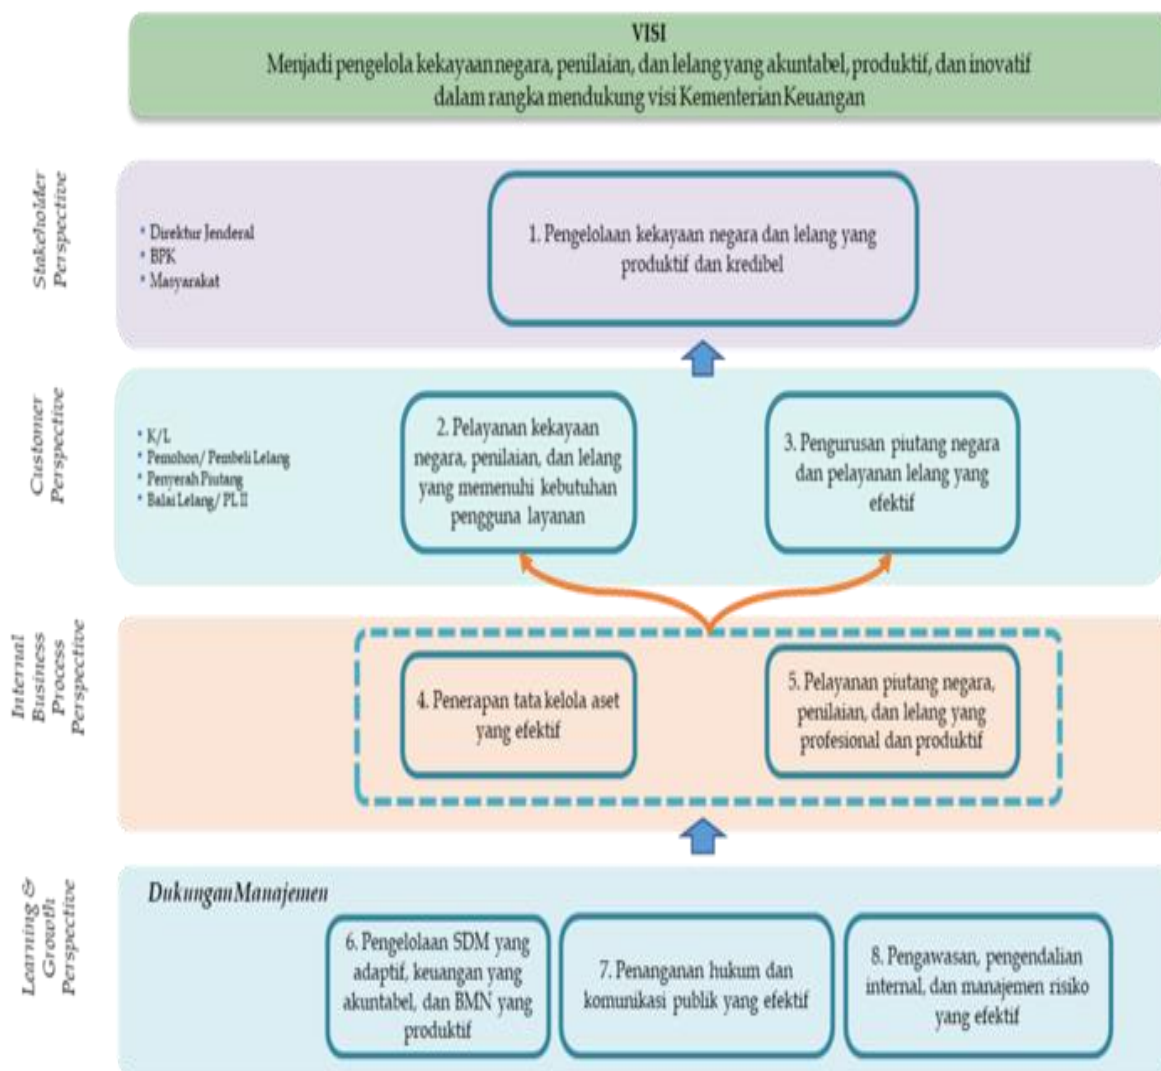 VISI
Menjadi pengelola kekayaan negara, penilaian, dan lelang yang akuntabel, produktif, dan inovatif
dalam rangka mendukung visi Kementerian Keuangan
Stakeholder
Perspective
• Direktur Jenderal
• BPK
• Masyarakat
1. Pengelolaan kekayaan negara dan lelang yang
produktif dan kredibel
Customer
Perspective
• K/L
• Pemohon/ Pembeli Lelang
• Penyerah Piutang
• Balai Lelang/ PL II
2. Pelayanan kekayaan
negara, penilaian, dan lelang
yang memenuhi kebutuhan
pengguna layanan
3. Pengurusan piutang negara
dan pelayanan lelang yang
efektif
Internal
Business
Process
Perspective
4. Penerapan tata kelola aset
yang efektif
5. Pelayanan piutang negara,
penilaian, dan lelang yang
profesional dan produktif
Learning &
Growth
Perspective
Dukungan Manajemen
6. Pengelolaan SDM yang
adaptif, keuangan yang
akuntabel, dan BMN yang
produktif
7. Penanganan hukum dan
komunikasi publik yang efektif
8. Pengawasan, pengendalian
internal, dan manajemen risiko
yang efektif